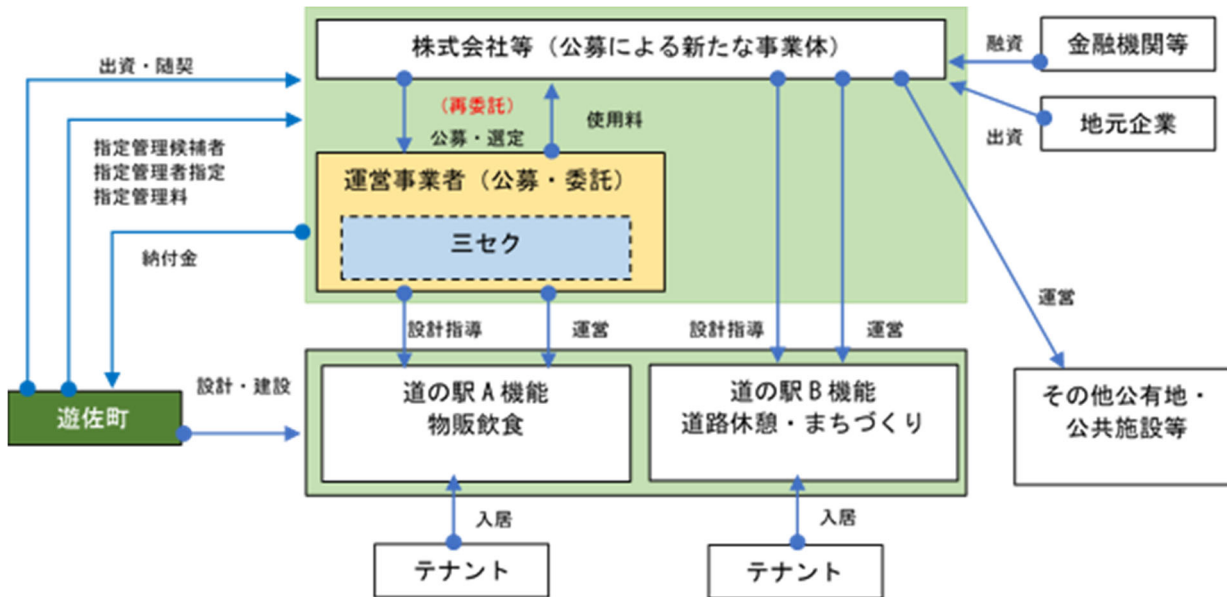 株式会社等（公募による新たな事業体）
融資
金融機関等
出資・随契
（再委託）
公募・選定
使用料
出資
地元企業
指定管理候補者
指定管理者指定
指定管理料
運営事業者（公募・委託）
三セク
納付金
設計指導
運営
設計指導
運営
運営
設計・建設
遊佐町
道の駅A機能
物販飲食
道の駅B機能
道路休憩・まちづくり
その他公有地・
公共施設等
入居
入居
テナント
テナント